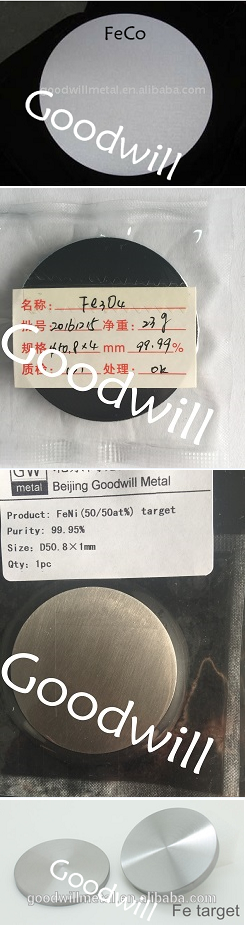 FeCo
goodwillmetal.en.alibaba.com
Goodwill
名称: Fe3O4
批号 20161215 净重: 23g
规格 φ50.8×4 mm 99.99%
处理: ok
Goodwill
GW
metal Beijing Goodwill Metal
Product: FeNi(50/50at%) target
Purity: 99.95%
Size: D50.8×1mm
Qty: 1pc
Goodwill
Goodwill
goodwillmetal.en.alibaba.com
Fe target